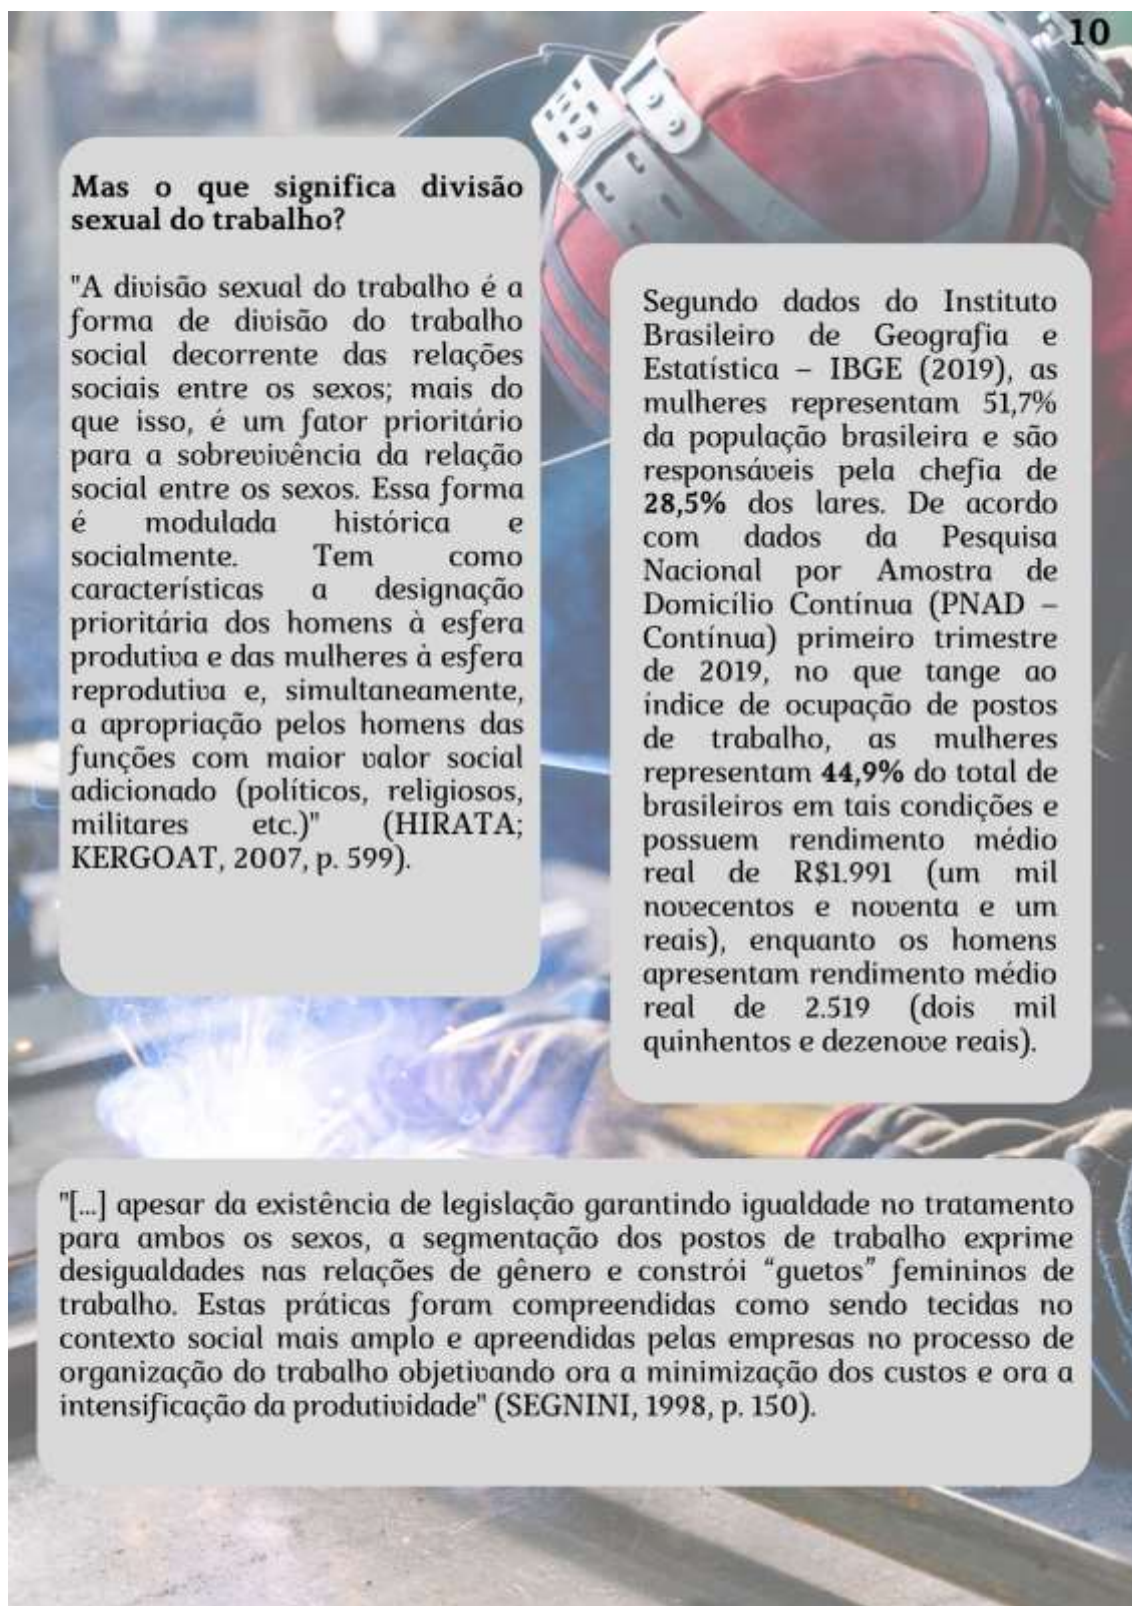 10
Mas o que significa divisão
sexual do trabalho?
"A divisão sexual do trabalho é a
forma de divisão do trabalho
social decorrente das relações
sociais entre os sexos; mais do
que isso, é um fator prioritário
para a sobrevivência da relação
social entre os sexos. Essa forma
é modulada histórica e
socialmente. Tem como
características a designação
prioritária dos homens à esfera
produtiva e das mulheres à esfera
reprodutiva e, simultaneamente,
a apropriação pelos homens das
funções com maior valor social
adicionado (políticos, religiosos,
militares etc.)" (HIRATA;
KERGOAT, 2007, p. 599).
Segundo dados do Instituto
Brasileiro de Geografia e
Estatística – IBGE (2019), as
mulheres representam 51,7%
da população brasileira e são
responsáveis pela chefia de
28,5% dos lares. De acordo
com dados da Pesquisa
Nacional por Amostra de
Domicílio Contínua (PNAD –
Contínua) primeiro trimestre
de 2019, no que tange ao
índice de ocupação de postos
de trabalho, as mulheres
representam 44,9% do total de
brasileiros em tais condições e
possuem rendimento médio
real de R$1.991 (um mil
novecentos e noventa e um
reais), enquanto os homens
apresentam rendimento médio
real de 2.519 (dois mil
quinhentos e dezenove reais).
"[...] apesar da existência de legislação garantindo igualdade no tratamento
para ambos os sexos, a segmentação dos postos de trabalho exprime
desigualdades nas relações de gênero e constrói “guetos” femininos de
trabalho. Estas práticas foram compreendidas como sendo tecidas no
contexto social mais amplo e apreendidas pelas empresas no processo de
organização do trabalho objetivando ora a minimização dos custos e ora a
intensificação da produtividade" (SEGNINI, 1998, p. 150).